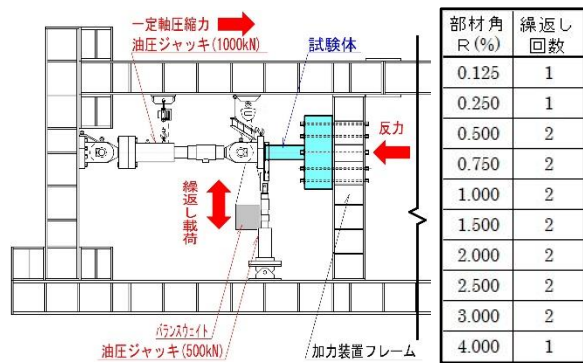 一定軸圧縮力
油圧ジャッキ(1000kN)
試験体
反力
繰返し載荷
バランスウェイト
油圧ジャッキ(500kN)
加力装置フレーム
部材角 繰返し
R(%) 回数
0.125 1
0.250 1
0.500 2
0.750 2
1.000 2
1.500 2
2.000 2
2.500 2
3.000 2
4.000 1